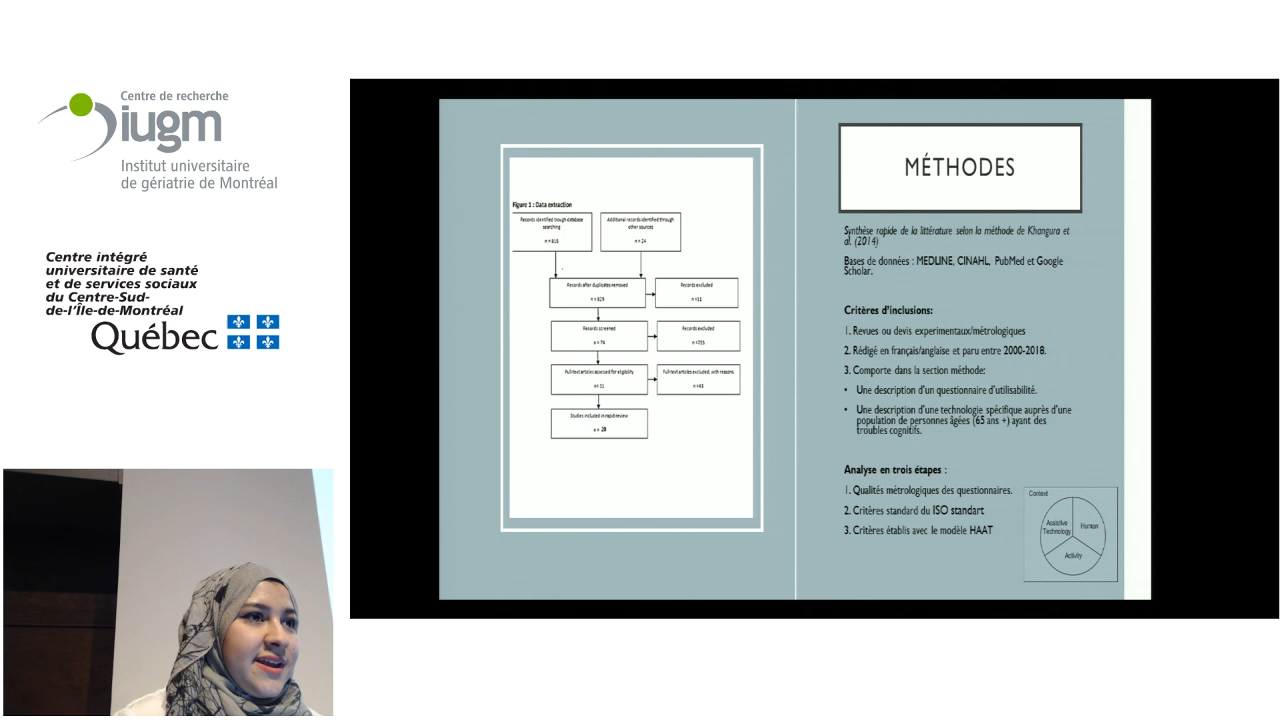 Centre de recherche
iugm
Institut universitaire
de gériatrie de Montréal
Centre intégré
universitaire de santé
et de services sociaux
du Centre-Sud-
de-l'Île-de-Montréal
Québec
Figure 1 : Data extraction
Records identified trough database
searching
n = 815
Additional records identified through
other sources
n = 24
Records after duplicates removed
n = 829
Records excluded
n =11
Records screened
n = 74
Records excluded
n =755
Full-text articles assessed for eligibility
n= 31
Full-text articles excluded, with reasons
n =43
Studies included in rapid review
n = 28
MÉTHODES
Synthèse rapide de la littérature selon la méthode de Khangura et
al. (2014)
Bases de données : MEDLINE, CINAHL, PubMed et Google
Scholar.
Critères d'inclusions:
1. Revues ou devis experimentaux/métrologiques
2. Rédigé en français/anglaise et paru entre 2000-2018.
3. Comporte dans la section méthode:
• Une description d'un questionnaire d'utilisabilité.
• Une description d'une technologie spécifique auprès d'une
population de personnes âgées (65 ans +) ayant des
troubles cognitifs.
Analyse en trois étapes :
1. Qualités métrologiques des questionnaires.
2. Critères standard du ISO standart
3. Critères établis avec le modèle HAAT
Context
Assistive
Technology
Human
Activity